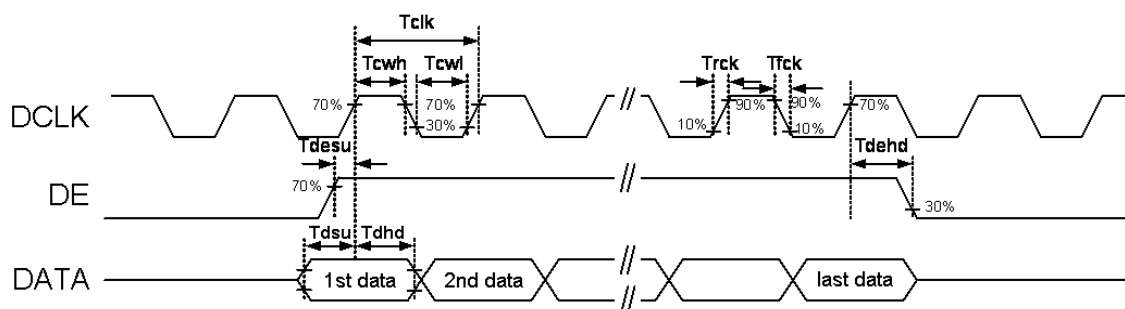 Tclk
Tcwh Tcwl Trck Tfck
DCLK 70% 70% 30% 10% 90% 90% 10% 70%
Tdesu Tdehd
DE 70% 30%
Tdsu Tdhd
DATA 1st data 2nd data last data